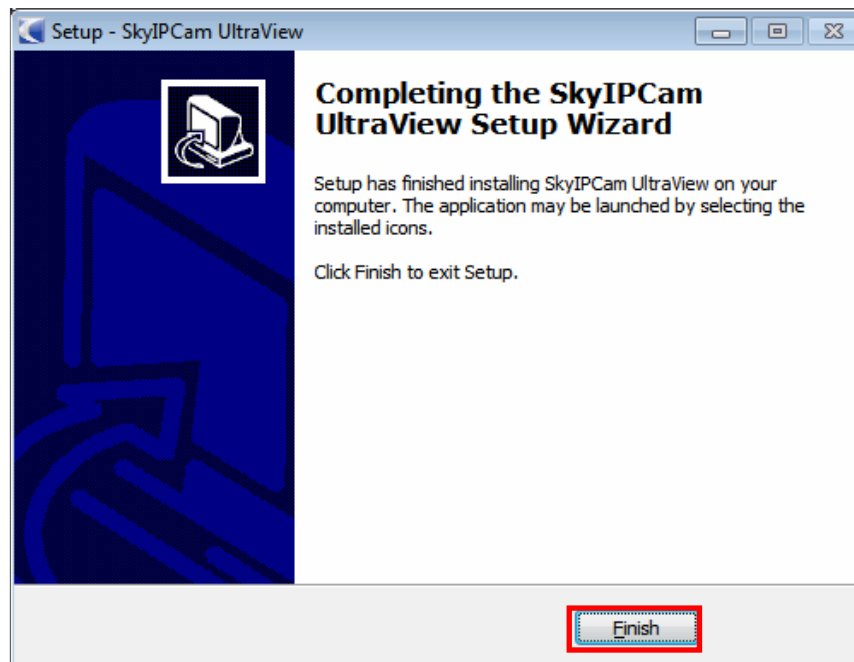 Setup - SkyIPCam UltraView
Completing the SkyIPCam
UltraView Setup Wizard
Setup has finished installing SkyIPCam UltraView on your
computer. The application may be launched by selecting the
installed icons.
Click Finish to exit Setup.
Finish